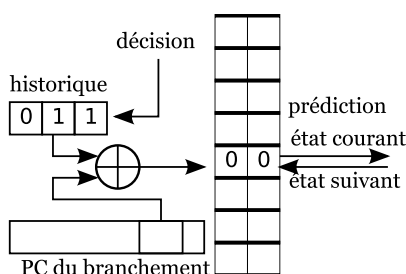 décision
historique
0 1 1
prédiction
état courant
0 0
état suivant
PC du branchement